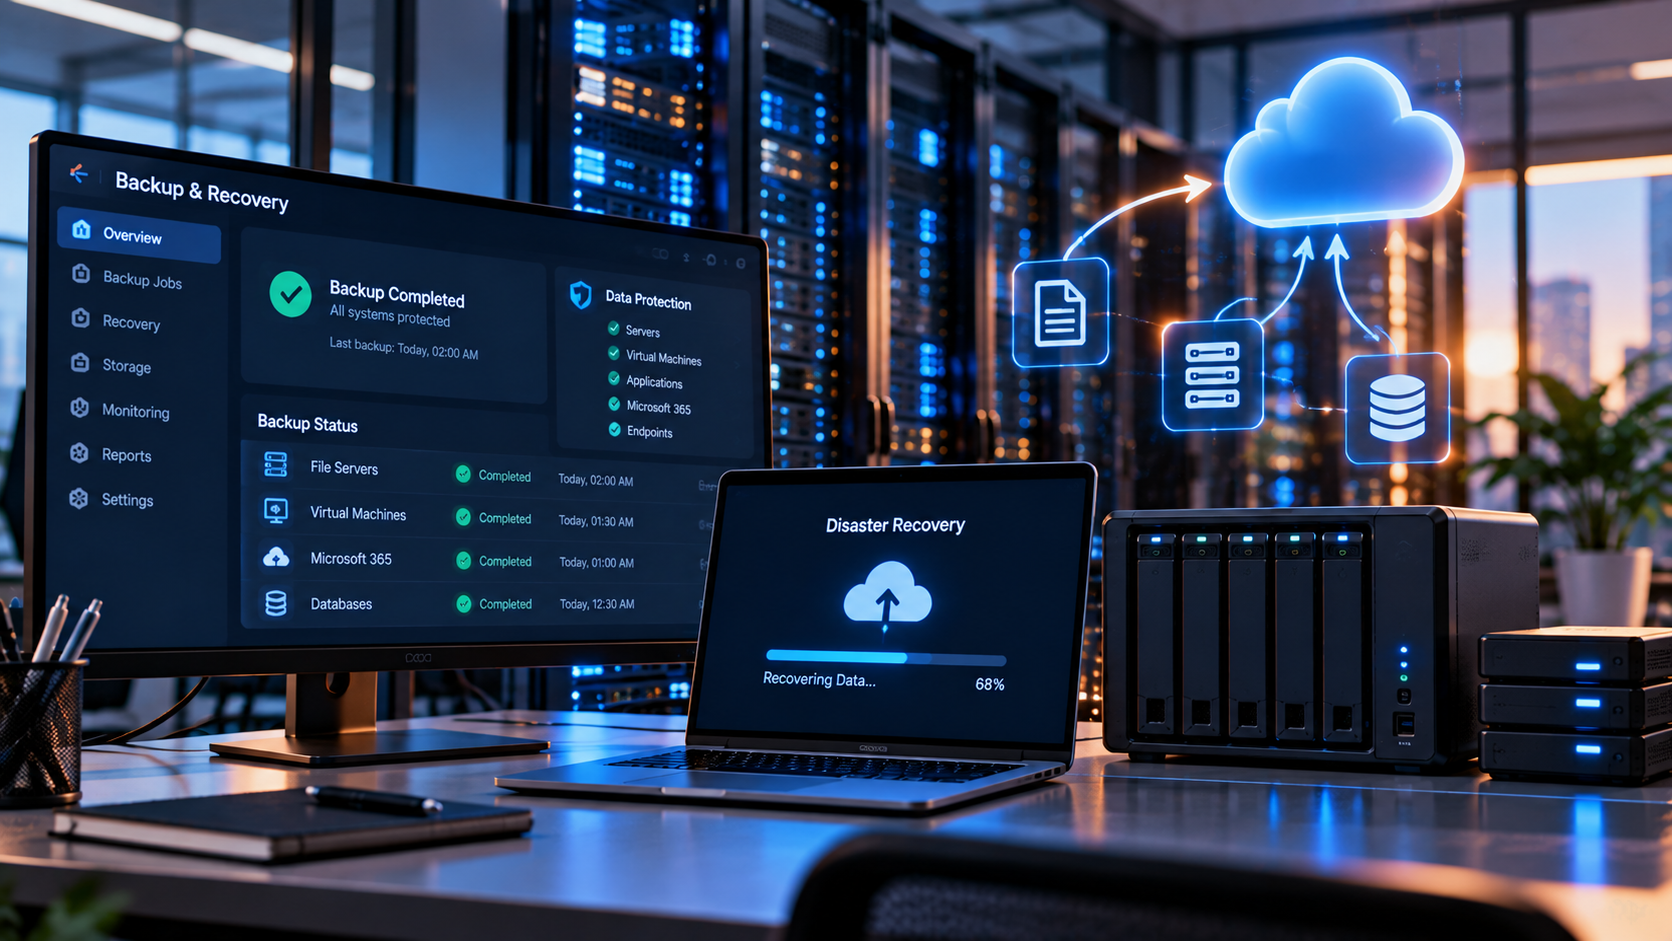 Backup & Recovery
Overview
Backup Jobs
Recovery
Storage
Monitoring
Reports
Settings
Backup Completed
All systems protected
Last backup: Today, 02:00 AM
Data Protection
Servers
Virtual Machines
Applications
Microsoft 365
Endpoints
Backup Status
File Servers Completed Today, 02:00 AM
Virtual Machines Completed Today, 01:30 AM
Microsoft 365 Completed Today, 01:00 AM
Databases Completed Today, 12:30 AM
Disaster Recovery
Recovering Data... 68%